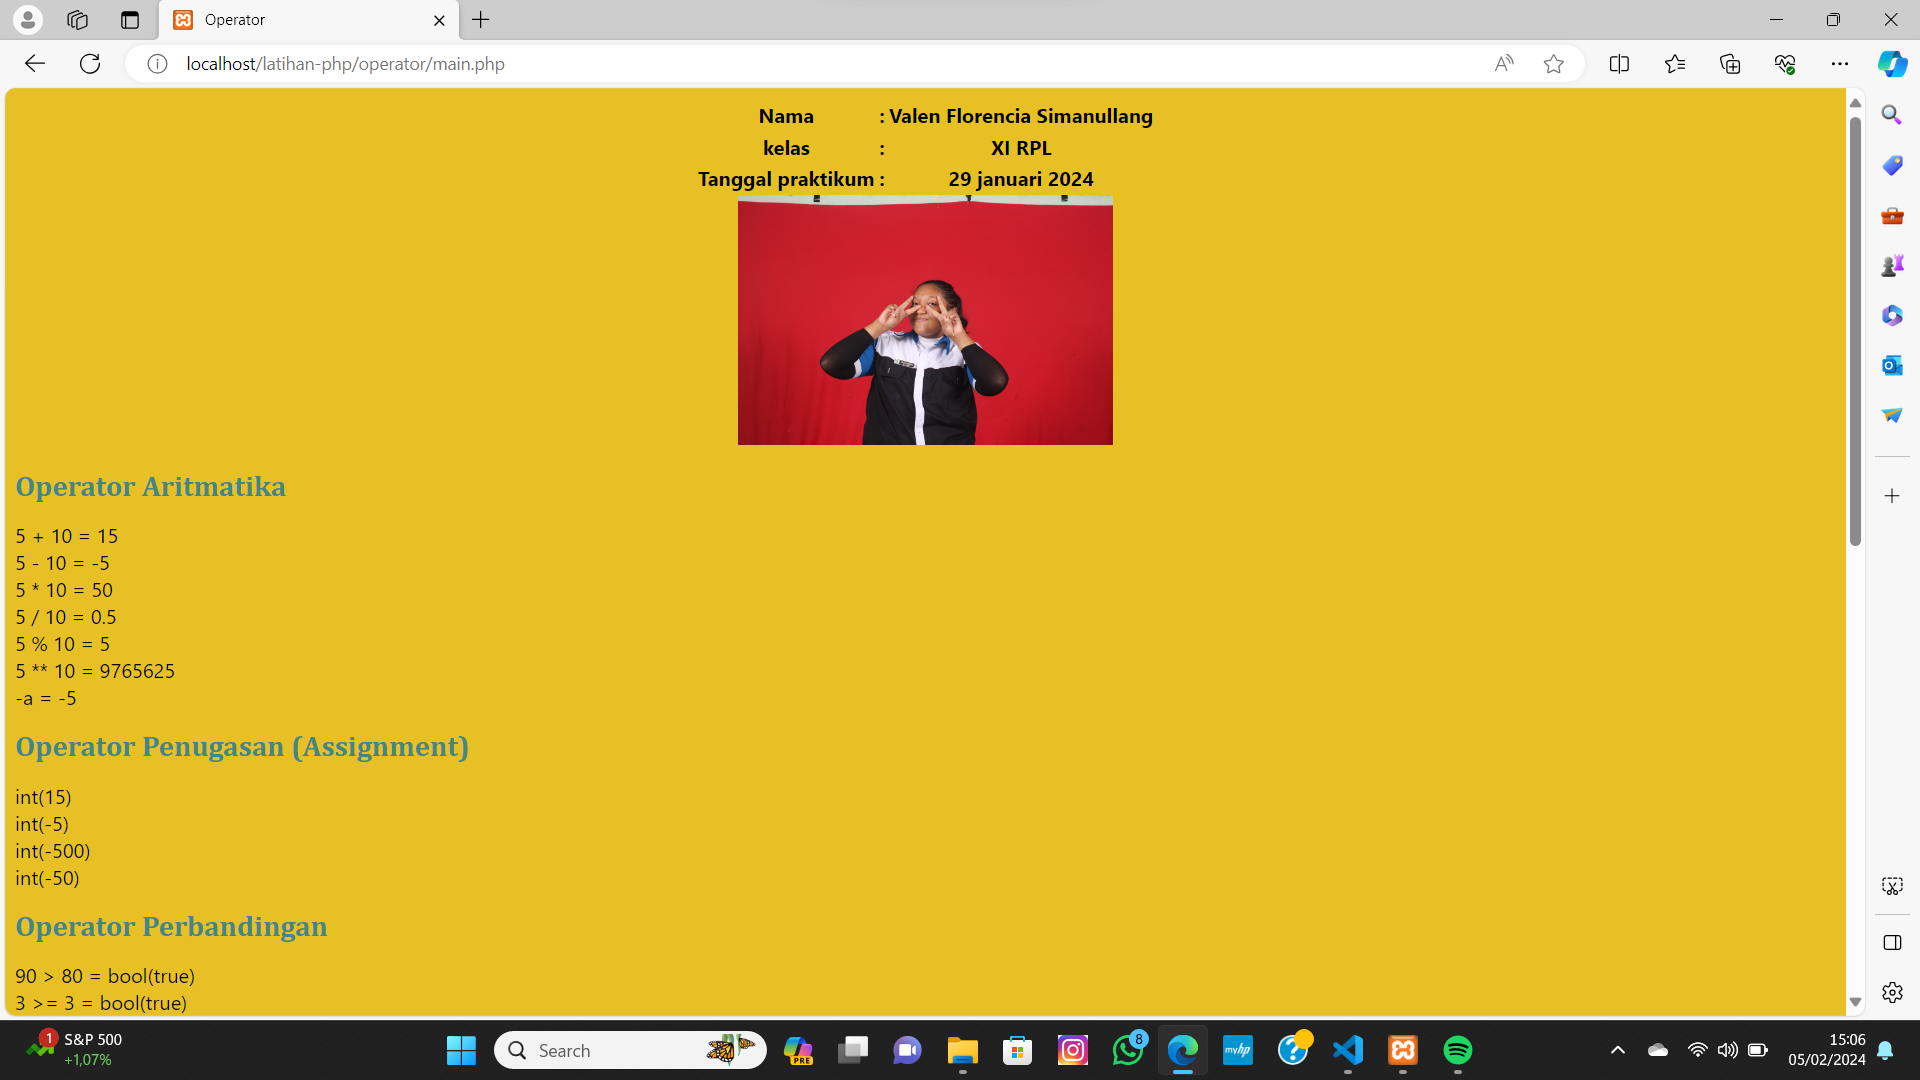 Operator
localhost/latihan-php/operator/main.php
Nama : Valen Florencia Simanullang
kelas : XI RPL
Tanggal praktikum : 29 januari 2024
Operator Aritmatika
5 + 10 = 15
5 - 10 = -5
5 * 10 = 50
5 / 10 = 0.5
5 % 10 = 5
5 ** 10 = 9765625
-a = -5
Operator Penugasan (Assignment)
int(15)
int(-5)
int(-500)
int(-50)
Operator Perbandingan
90 > 80 = bool(true)
3 >= 3 = bool(true)
1
S&P 500
+1,07%
Search
PRE
8
myhp
15:06
05/02/2024